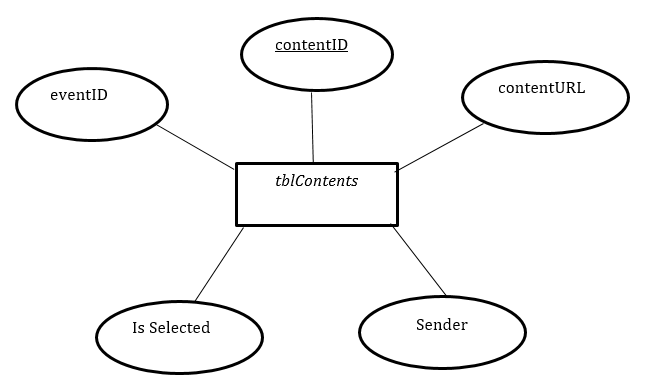 contentID
eventID
contentURL
tblContents
Is Selected
Sender